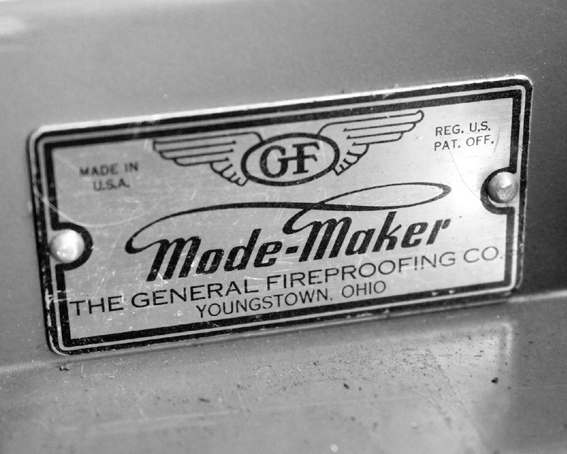 MADE IN
U.S.A.
GF
REG. U.S.
PAT. OFF.
Mode-Maker
THE GENERAL FIREPROOFING CO.
YOUNGSTOWN, OHIO